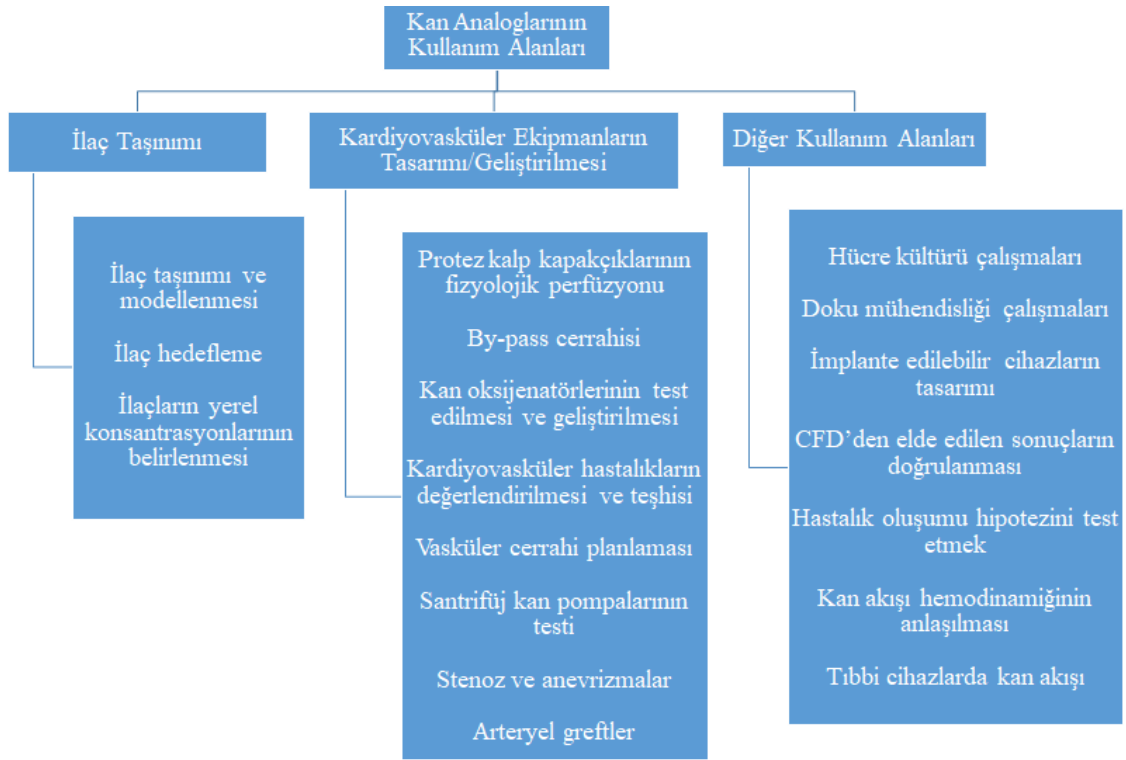 Kan Analoglarının
Kullanım Alanları
İlaç Taşınımı
Kardiyovasküler Ekipmanların
Tasarımı/Geliştirilmesi
Diğer Kullanım Alanları
İlaç taşınımı ve
modellenmesi
İlaç hedefleme
İlaçların yerel
konsantrasyonlarının
belirlenmesi
Protez kalp kapakçıklarının
fizyolojik perfüzyonu
By-pass cerrahisi
Kan oksijenatörlerinin test
edilmesi ve geliştirilmesi
Kardiyovasküler hastalıkların
değerlendirilmesi ve teşhisi
Vasküler cerrahi planlaması
Santrifüj kan pompalarının
testi
Stenoz ve anevrizmalar
Arteryel greftler
Hücre kültürü çalışmaları
Doku mühendisliği çalışmaları
İmplante edilebilir cihazların
tasarımı
CFD’den elde edilen sonuçların
doğrulanması
Hastalık oluşumu hipotezini test
etmek
Kan akışı hemodinamiğinin
anlaşılması
Tıbbi cihazlarda kan akışı